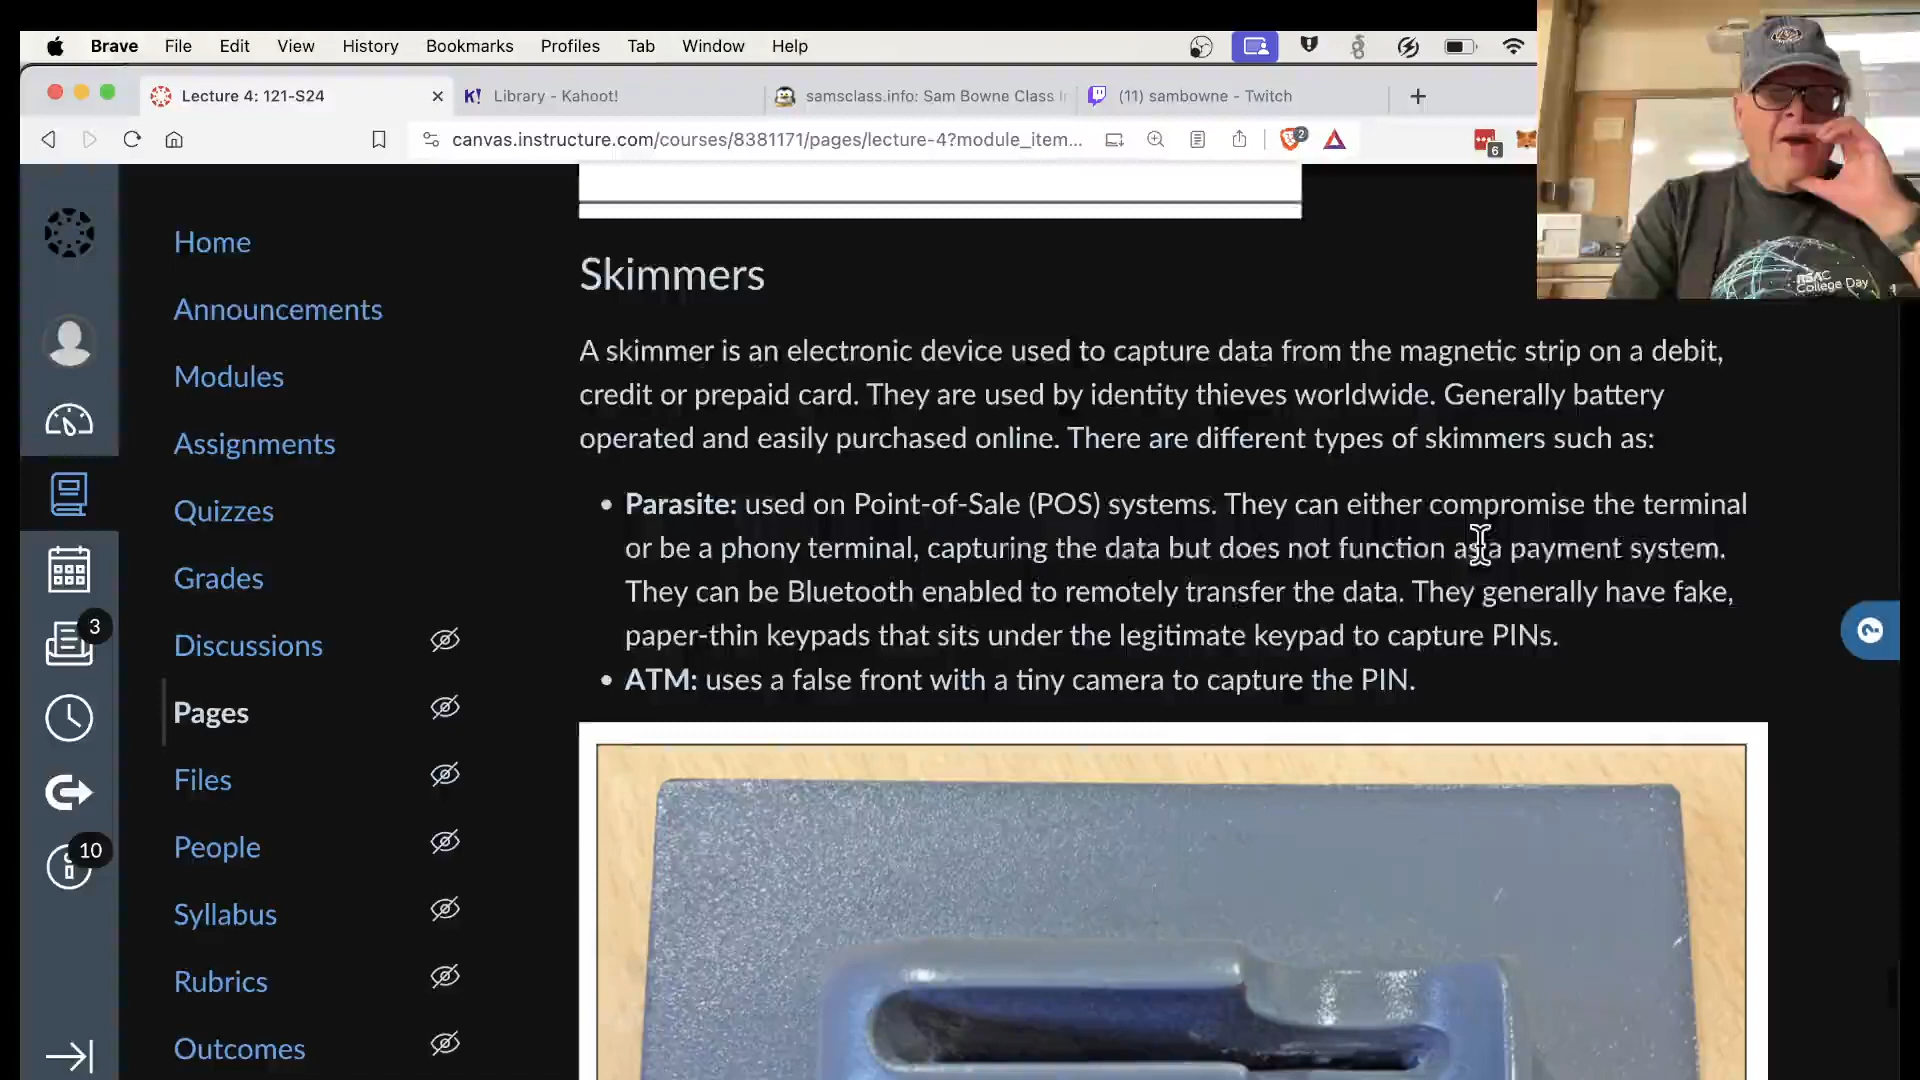 Brave File Edit View History Bookmarks Profiles Tab Window Help
Lecture 4: 121-S24
K! Library - Kahoot!
samsclass.info: Sam Bowne Class I
(11) sambowne - Twitch
canvas.instructure.com/courses/8381171/pages/lecture-4?module_item...
2
6
RSAC
College Day
Home
Announcements
Modules
Assignments
Quizzes
Grades
Discussions
Pages
Files
People
Syllabus
Rubrics
Outcomes
3
10
Skimmers
A skimmer is an electronic device used to capture data from the magnetic strip on a debit,
credit or prepaid card. They are used by identity thieves worldwide. Generally battery
operated and easily purchased online. There are different types of skimmers such as:
• Parasite: used on Point-of-Sale (POS) systems. They can either compromise the terminal
or be a phony terminal, capturing the data but does not function as a payment system.
They can be Bluetooth enabled to remotely transfer the data. They generally have fake,
paper-thin keypads that sits under the legitimate keypad to capture PINs.
• ATM: uses a false front with a tiny camera to capture the PIN.